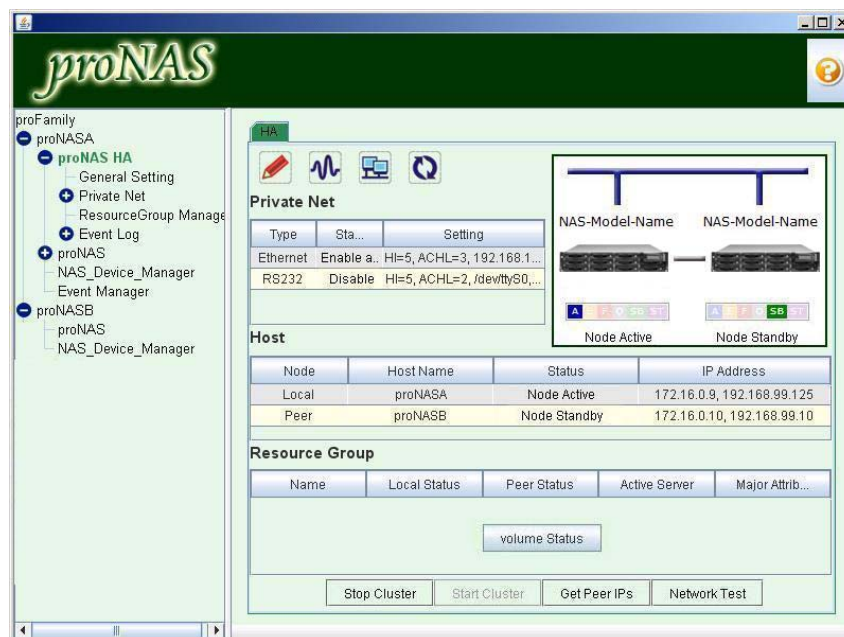 proNAS
proFamily
proNASA
proNAS HA
General Setting
Private Net
ResourceGroup Manage
Event Log
proNAS
NAS_Device_Manager
Event Manager
proNASB
proNAS
NAS_Device_Manager
HA
Private Net
Type Sta... Setting
Ethernet Enable a.. HI=5, ACHL=3, 192.168.1...
RS232 Disable HI=5, ACHL=2, /dev/ttyS0,...
NAS-Model-Name NAS-Model-Name
A SB
Node Active Node Standby
Host
Node Host Name Status IP Address
Local proNASA Node Active 172.16.0.9, 192.168.99.125
Peer proNASB Node Standby 172.16.0.10, 192.168.99.10
Resource Group
Name Local Status Peer Status Active Server Major Attrib...
volume Status
Stop Cluster Start Cluster Get Peer IPs Network Test